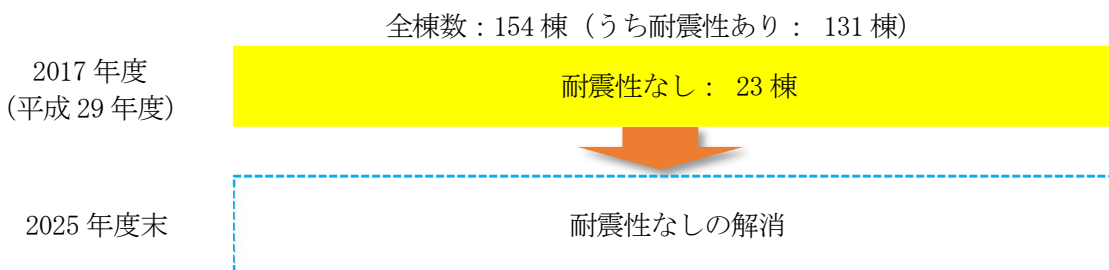 全棟数：154 棟（うち耐震性あり： 131 棟）
2017 年度
（平成 29 年度）
耐震性なし： 23 棟
2025 年度末
耐震性なしの解消